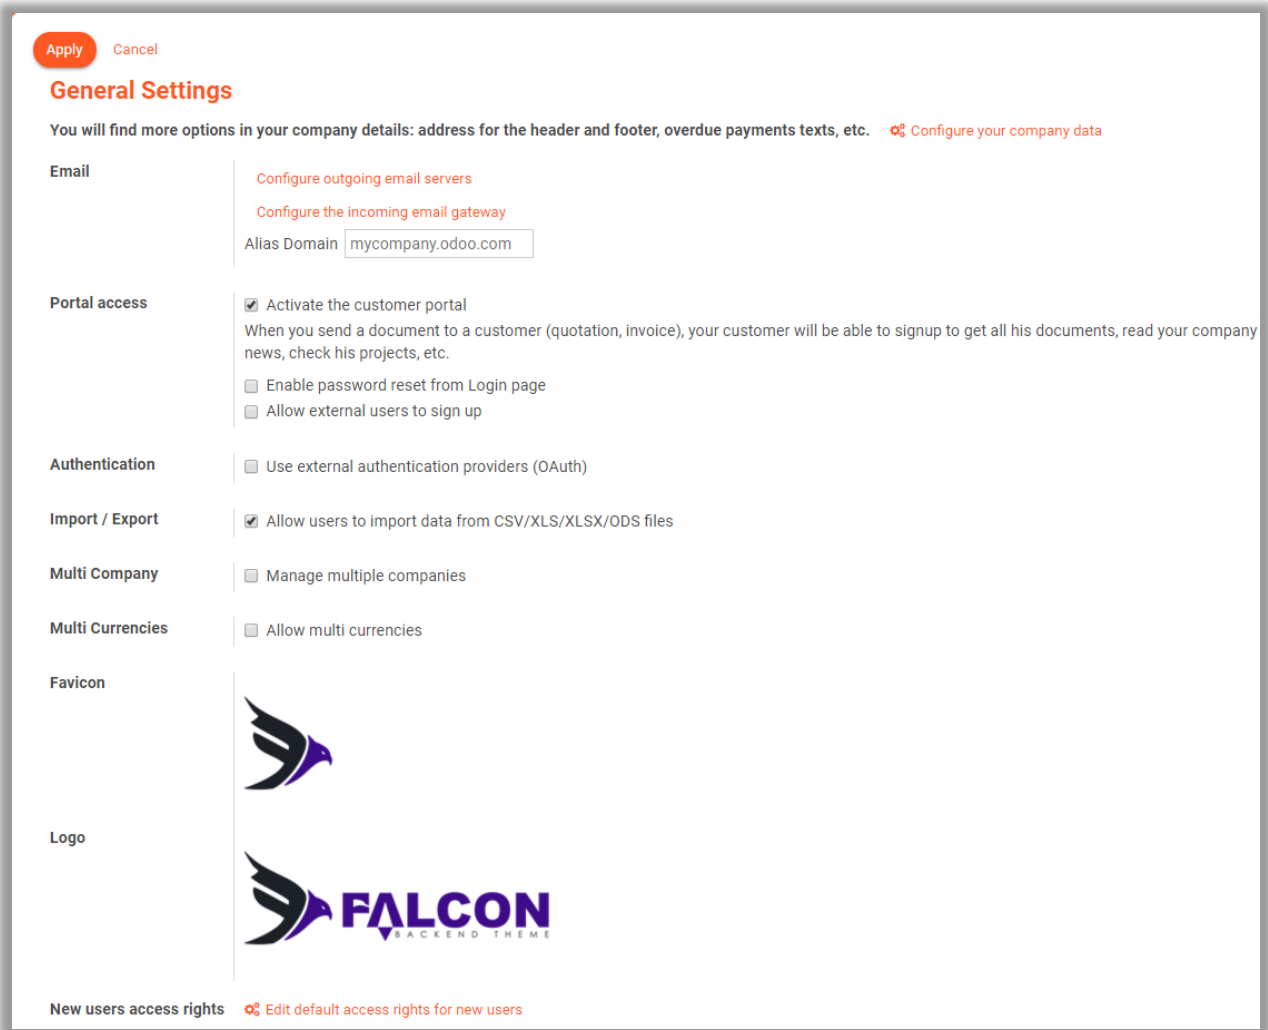 Apply Cancel
General Settings
You will find more options in your company details: address for the header and footer, overdue payments texts, etc. Configure your company data
Email
Configure outgoing email servers
Configure the incoming email gateway
Alias Domain mycompany.odoo.com
Portal access
Activate the customer portal
When you send a document to a customer (quotation, invoice), your customer will be able to signup to get all his documents, read your company
news, check his projects, etc.
Enable password reset from Login page
Allow external users to sign up
Authentication Use external authentication providers (OAuth)
Import / Export Allow users to import data from CSV/XLS/XLSX/ODS files
Multi Company Manage multiple companies
Multi Currencies Allow multi currencies
Favicon
Logo
FALCON
BACKEND THEME
New users access rights Edit default access rights for new users